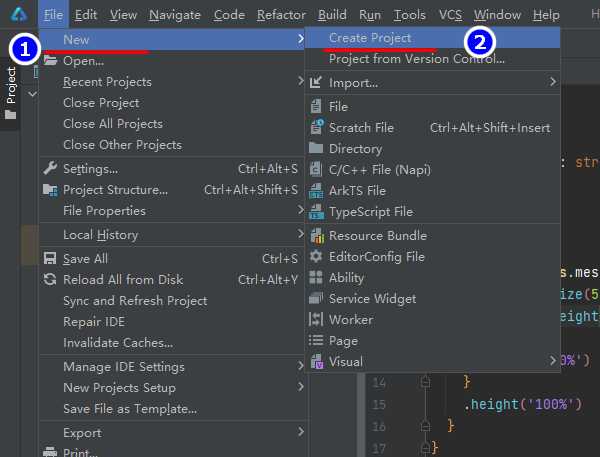 File Edit View Navigate Code Refactor Build Run Tools VCS Window Help
1
New
2
Create Project
Project from Version Control...
Project
Open...
Recent Projects
Close Project
Close All Projects
Close Other Projects
Settings... Ctrl+Alt+S
Project Structure... Ctrl+Alt+Shift+S
File Properties
Local History
Save All Ctrl+S
Reload All from Disk Ctrl+Alt+Y
Sync and Refresh Project
Repair IDE
Invalidate Caches...
Manage IDE Settings
New Projects Setup
Save File as Template...
Export
Print...
Import...
File
Scratch File Ctrl+Alt+Shift+Insert
Directory
C/C++ File (Napi)
ETS ArkTS File
TS TypeScript File
Resource Bundle
EditorConfig File
Ability
Service Widget
Worker
Page
Visual
: str
s.mes
ize(5
eight
0%')
14 }
15 .height('100%')
16 }
17 }